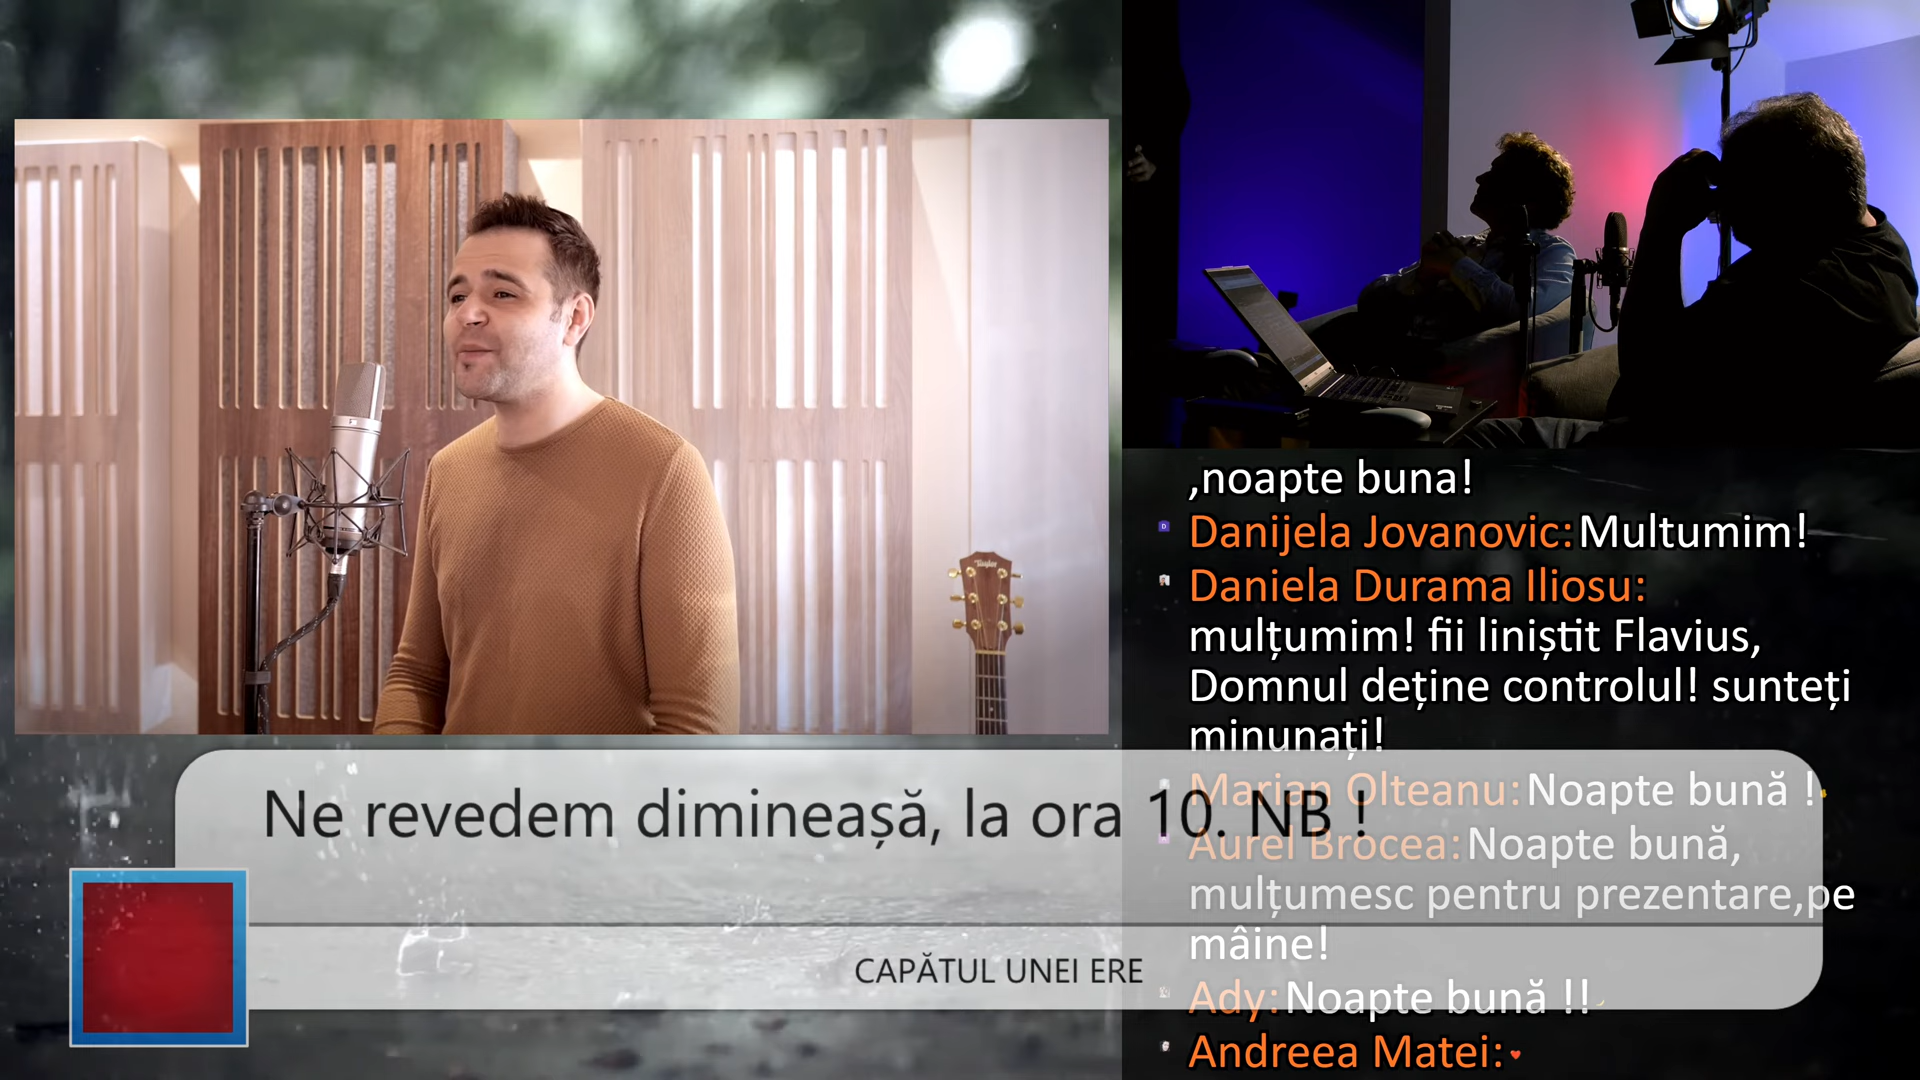 ,noapte buna!
Danijela Jovanovic: Multumim!
Daniela Durama Iliosu:
mulțumim! fii liniștit Flavius,
Domnul deține controlul! sunteți
minunați!
Marian Olteanu: Noapte bună !
Aurel Brocea: Noapte bună,
mulțumesc pentru prezentare,pe
mâine!
Ady: Noapte bună !!
Andreea Matei:
Ne revedem dimineașă, la ora 10. NB !
CAPĂTUL UNEI ERE
Taylor
D